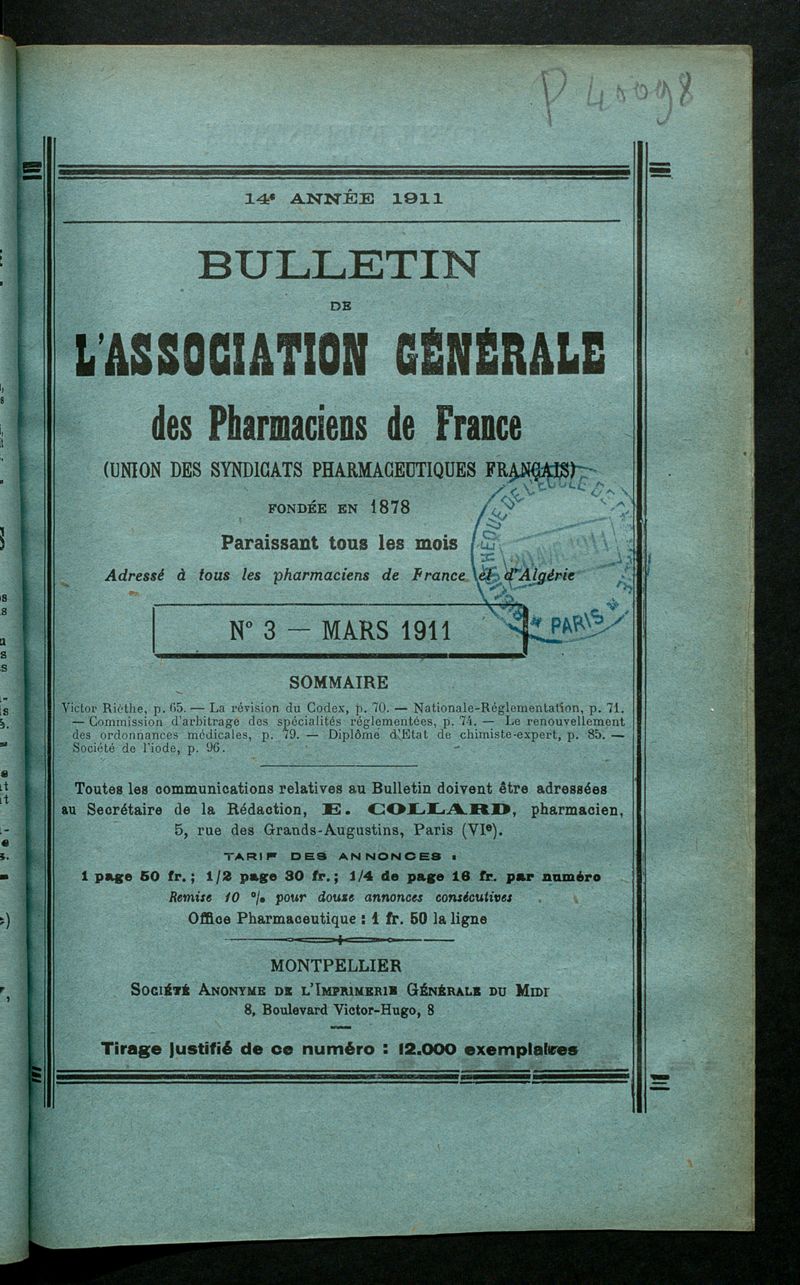 P 40098
14e ANNÉE 1911
BULLETIN
DE
L'ASSOCIATION GÉNÉRALE
des Pharmaciens de France
(UNION DES SYNDICATS PHARMACEUTIQUES FRANÇAIS)
FONDÉE EN 1878
Paraissant tous les mois
Adressé à tous les pharmaciens de France et d'Algérie
N° 3 — MARS 1911
BIBLIOTHÈQUE DE L'ÉCOLE DE PHARMACIE
PARIS
SOMMAIRE
Victor Riéthe, p. 65. — La révision du Codex, p. 70. — Nationale-Réglementation, p. 71.
— Commission d'arbitrage des spécialités réglementées, p. 74. — Le renouvellement
des ordonnances médicales, p. 79. — Diplôme d'Etat de chimiste-expert, p. 85. —
Société de l'iode, p. 96.
Toutes les communications relatives au Bulletin doivent être adressées
au Secrétaire de la Rédaction, E. COLLARD, pharmacien,
5, rue des Grands-Augustins, Paris (VIe).
TARIF DES ANNONCES :
1 page 50 fr.; 1/2 page 30 fr.; 1/4 de page 16 fr. par numéro
Remise 10 % pour douze annonces consécutives
Office Pharmaceutique : 1 fr. 50 la ligne
MONTPELLIER
SOCIÉTÉ ANONYME DE L'IMPRIMERIE GÉNÉRALE DU MIDI
8, Boulevard Victor-Hugo, 8
Tirage justifié de ce numéro : 12.000 exemplaires